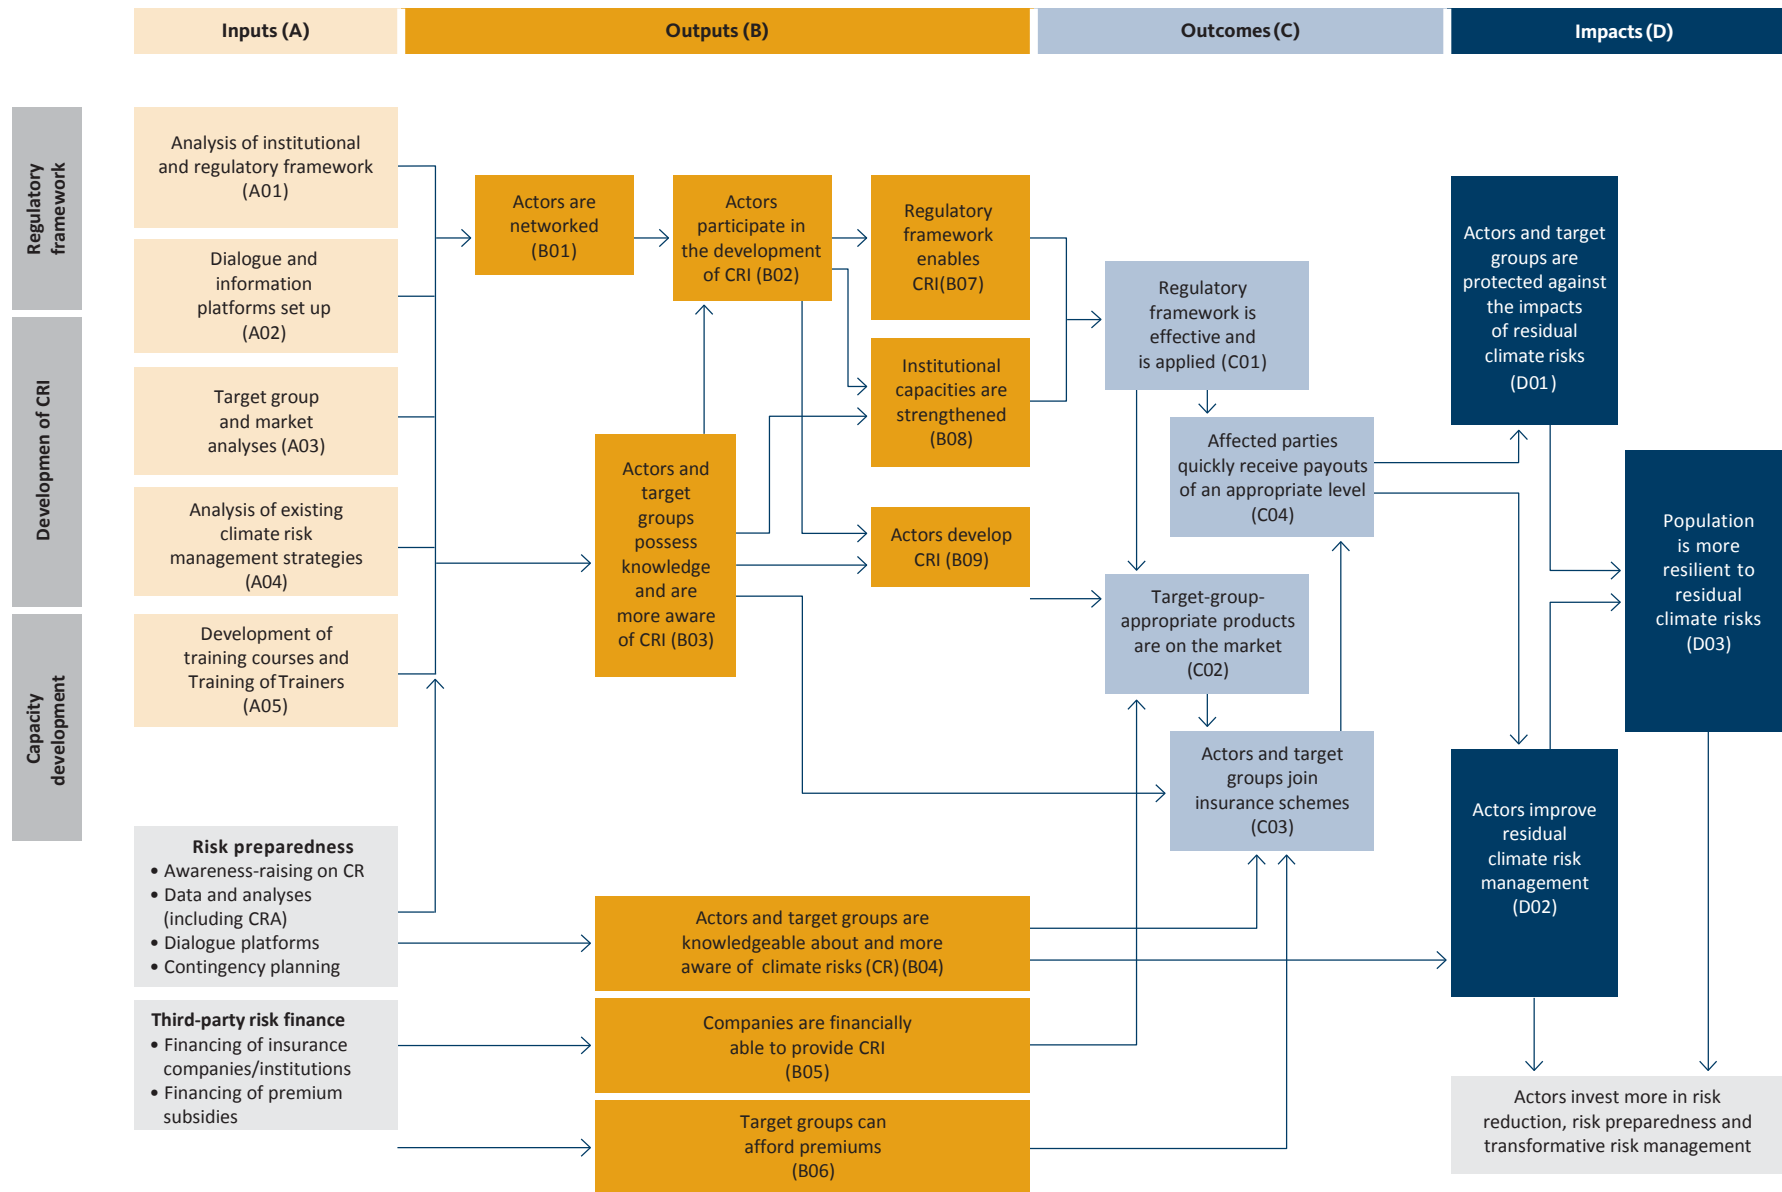 Inputs (A)
Outputs (B)
Outcomes (C)
Impacts (D)
Regulatory
framework
Developmen of CRI
Capacity
development
Analysis of institutional
and regulatory framework
(A01)
Dialogue and
information
platforms set up
(A02)
Target group
and market
analyses (A03)
Analysis of existing
climate risk
management strategies
(A04)
Development of
training courses and
Training of Trainers
(A05)
Risk preparedness
• Awareness-raising on CR
• Data and analyses
(including CRA)
• Dialogue platforms
• Contingency planning
Third-party risk finance
• Financing of insurance
companies/institutions
• Financing of premium
subsidies
Actors are
networked
(B01)
Actors
participate in
the development
of CRI (B02)
Actors and
target
groups
possess
knowledge
and are
more aware
of CRI (B03)
Regulatory
framework
enables
CRI(B07)
Institutional
capacities are
strengthened
(B08)
Actors develop
CRI (B09)
Actors and target groups are
knowledgeable about and more
aware of climate risks (CR) (B04)
Companies are financially
able to provide CRI
(B05)
Target groups can
afford premiums
(B06)
Regulatory
framework is
effective and
is applied (C01)
Affected parties
quickly receive payouts
of an appropriate level
(C04)
Target-group-
appropriate products
are on the market
(C02)
Actors and target
groups join
insurance schemes
(C03)
Actors and target
groups are
protected against
the impacts
of residual
climate risks
(D01)
Population
is more
resilient to
residual
climate risks
(D03)
Actors improve
residual
climate risk
management
(D02)
Actors invest more in risk
reduction, risk preparedness and
transformative risk management